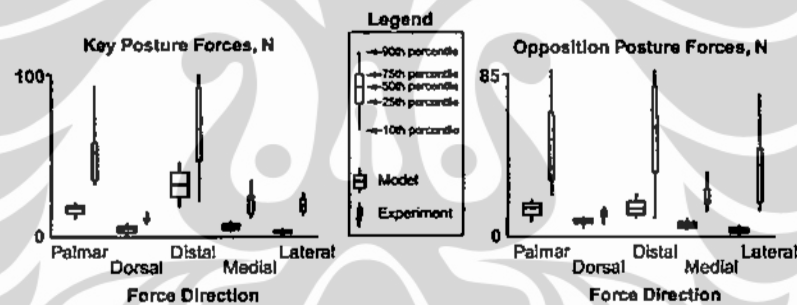 Key Posture Forces, N
100
0
Palmar
Dorsal
Distal
Medial
Lateral
Force Direction
Legend
90th percentile
75th percentile
50th percentile
25th percentile
10th percentile
Model
Experiment
Opposition Posture Forces, N
85
0
Palmar
Dorsal
Distal
Medial
Lateral
Force Direction